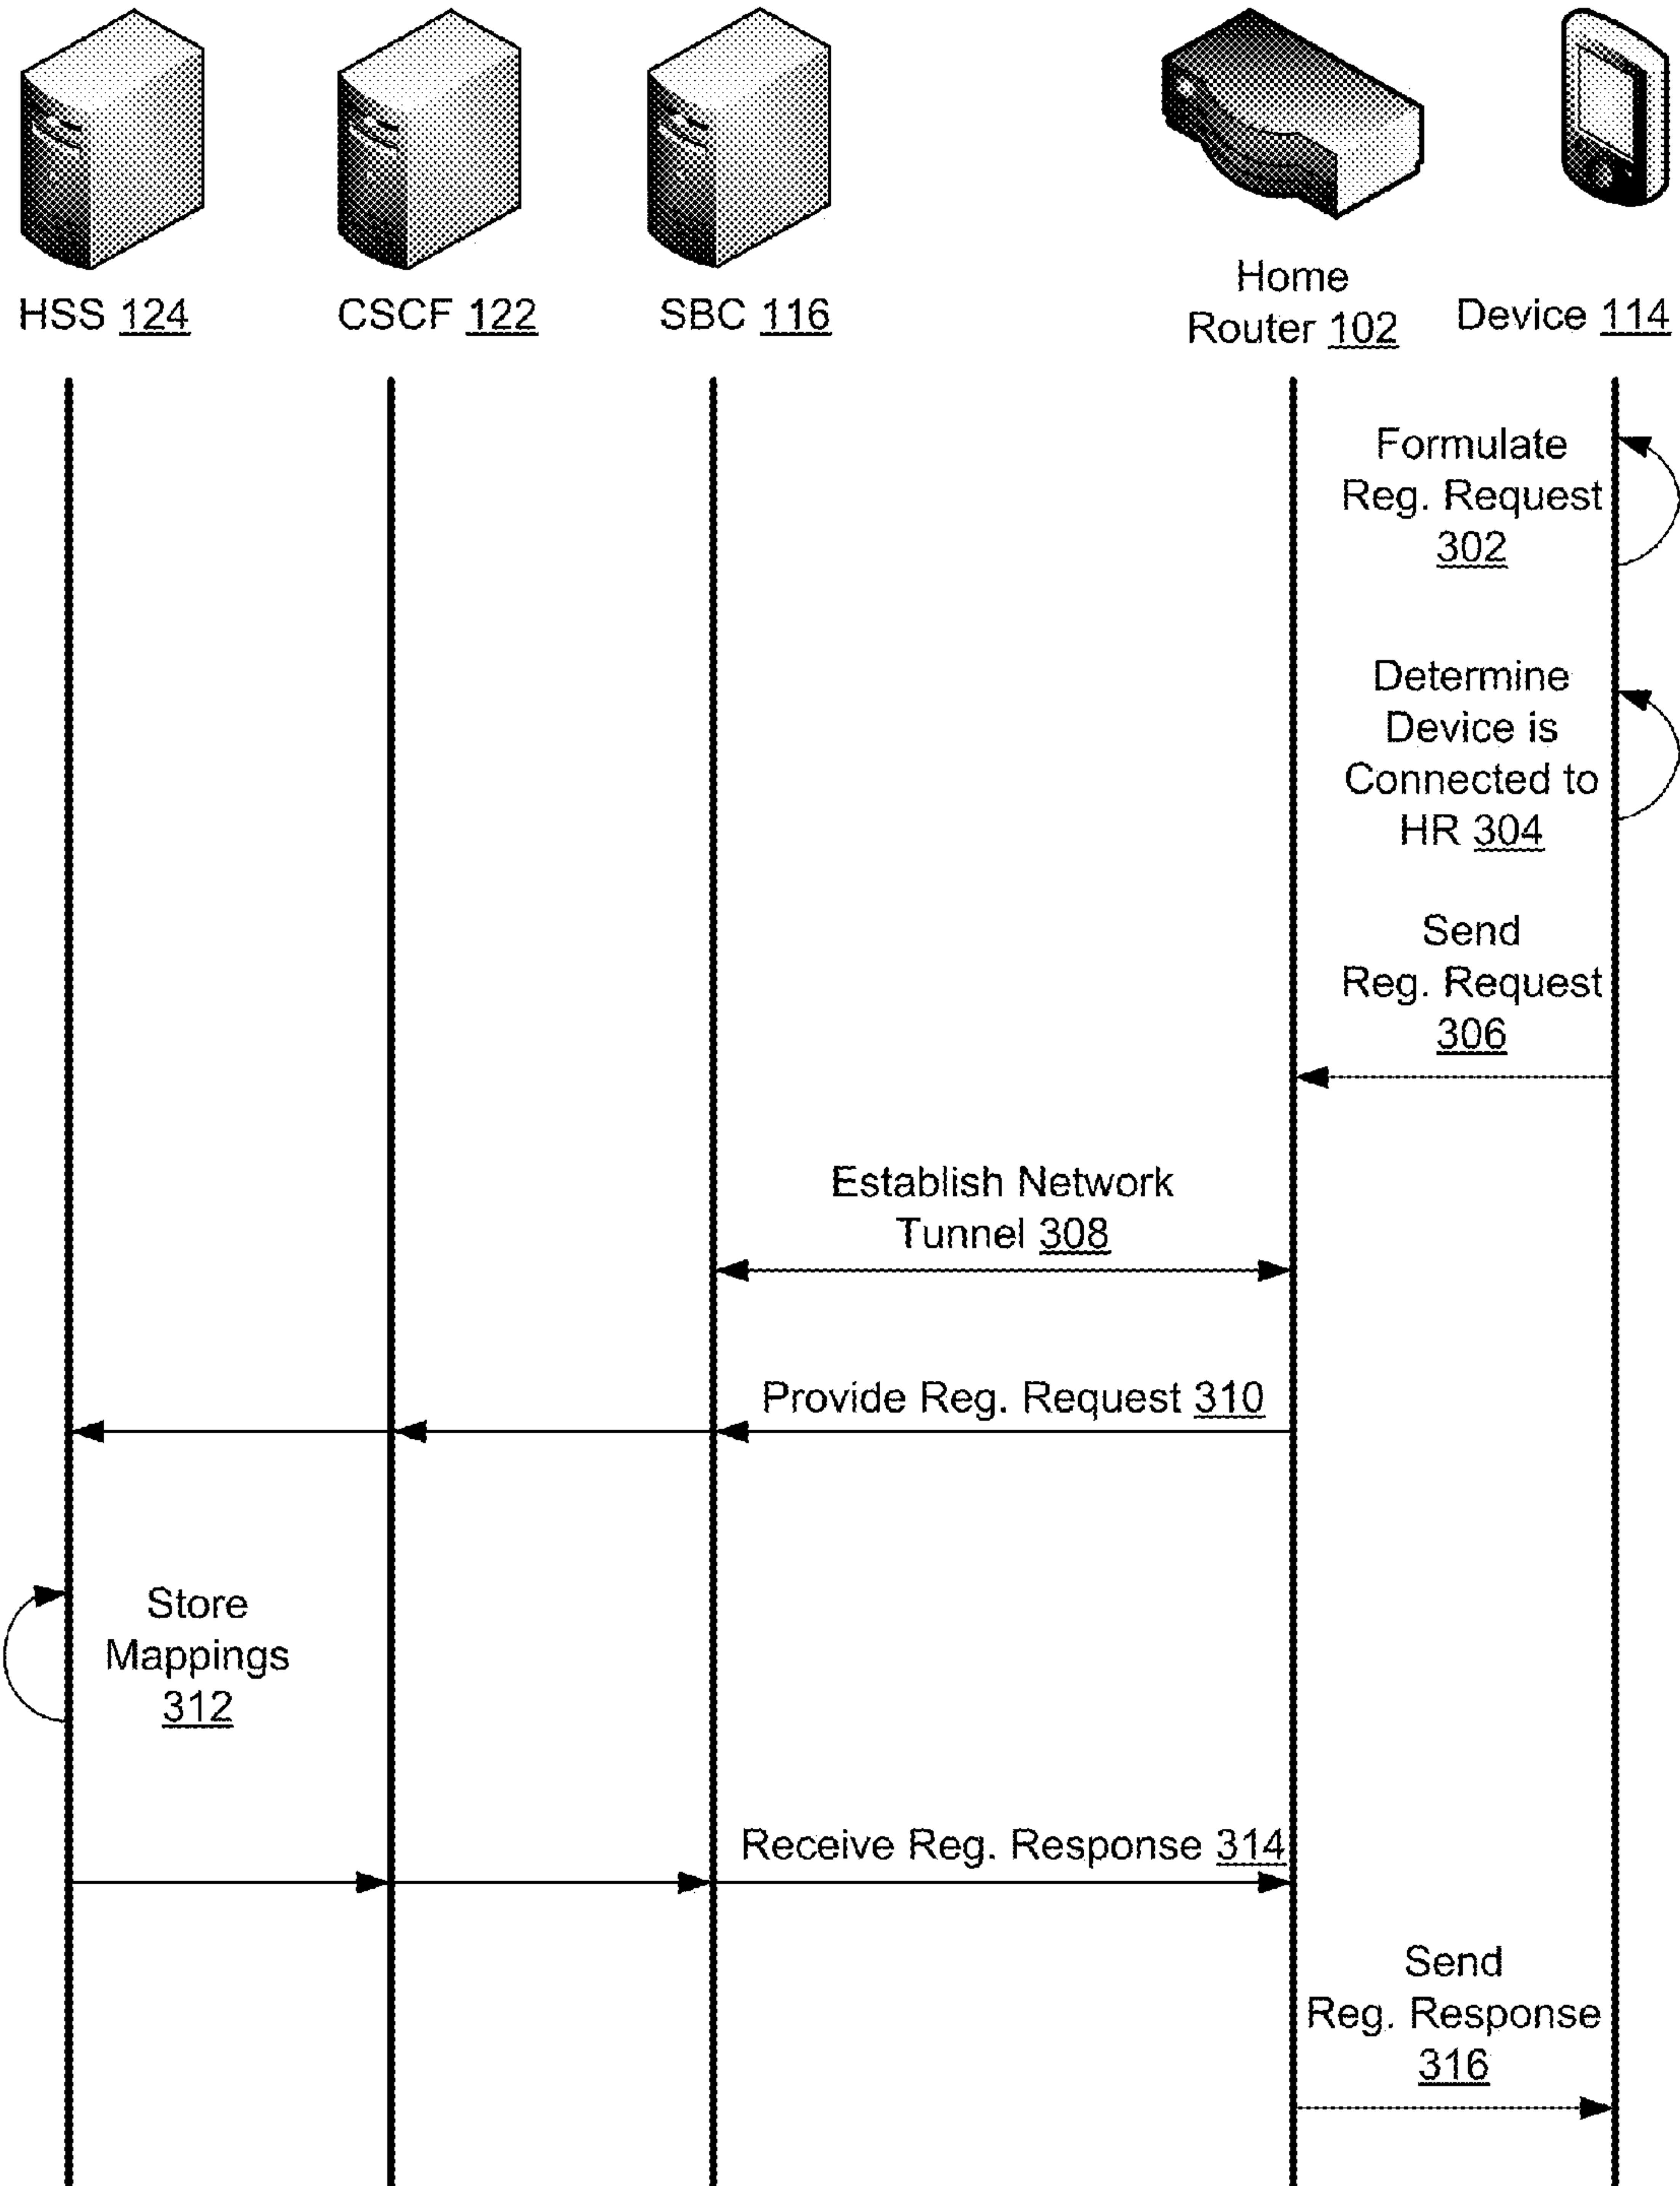 HSS 124
CSCF 122
SBC 116
Home
Router 102
Device 114
Formulate
Reg. Request
302
Determine
Device is
Connected to
HR 304
Send
Reg. Request
306
Establish Network
Tunnel 308
Provide Reg. Request 310
Store
Mappings
312
Receive Reg. Response 314
Send
Reg. Response
316